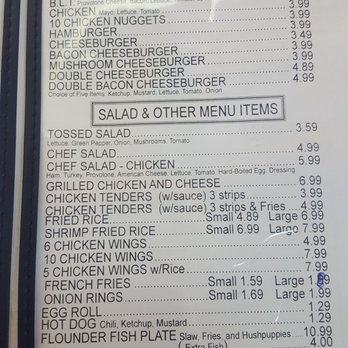 B.L.T. Provolone Cheese, Bacon, Lettuce, 
CHICKEN Mayo, Lettuce, Tomato 3.99
10 CHICKEN NUGGETS 3.99
HAMBURGER 3.49
CHEESEBURGER 3.99
BACON CHEESEBURGER
MUSHROOM CHEESEBURGER
DOUBLE CHEESEBURGER 4.89
DOUBLE BACON CHEESEBURGER 4.99
Choice of Five Items: Ketchup, Mustard, Lettuce, Tomato, Onion
SALAD & OTHER MENU ITEMS
TOSSED SALAD 3.59
Lettuce, Green Pepper, Onion, Mushrooms, Tomato
CHEF SALAD 4.99
CHEF SALAD - CHICKEN 5.99
Ham, Turkey, Provolone, American Cheese, Lettuce, Tomato, Hard-Boiled Egg, Dressing
GRILLED CHICKEN AND CHEESE 6.99
CHICKEN TENDERS (w/sauce) 3 strips 3.99
CHICKEN TENDERS (w/sauce) 3 strips & Fries 4.99
FRIED RICE Small 4.89 Large 6.99
SHRIMP FRIED RICE Small 6.99 Large 7.99
6 CHICKEN WINGS 4.99
10 CHICKEN WINGS 7.99
5 CHICKEN WINGS w/Rice 7.99
FRENCH FRIES Small 1.59 Large
ONION RINGS Small 1.69 Large 1.99
EGG ROLL 1.29
HOT DOG Chili, Ketchup, Mustard 1.29
FLOUNDER FISH PLATE Slaw, Fries, and Hushpuppies 10.99
( Extra Fish) 4.00